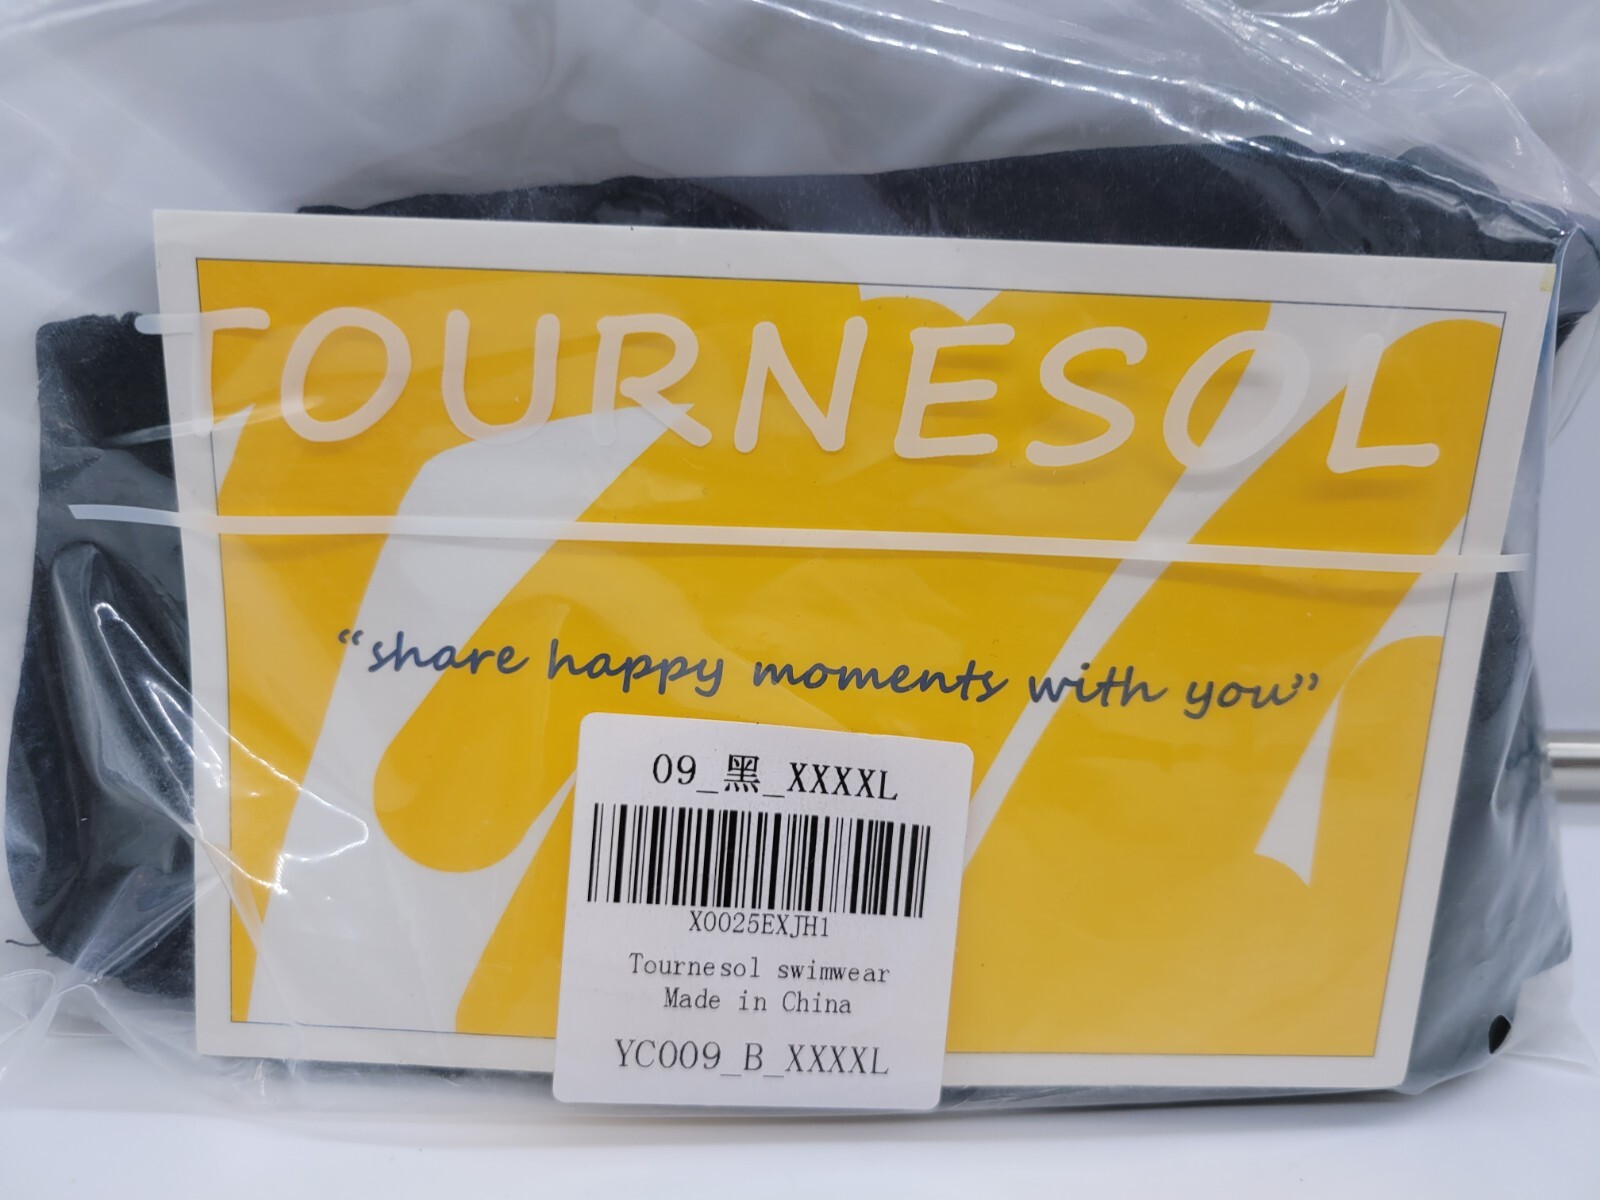 TOURNESOL
“share happy moments with you”
09_黑_XXXXL
X0025EXJH1
Tournesol swimwear
Made in China
YC009_B_XXXXL